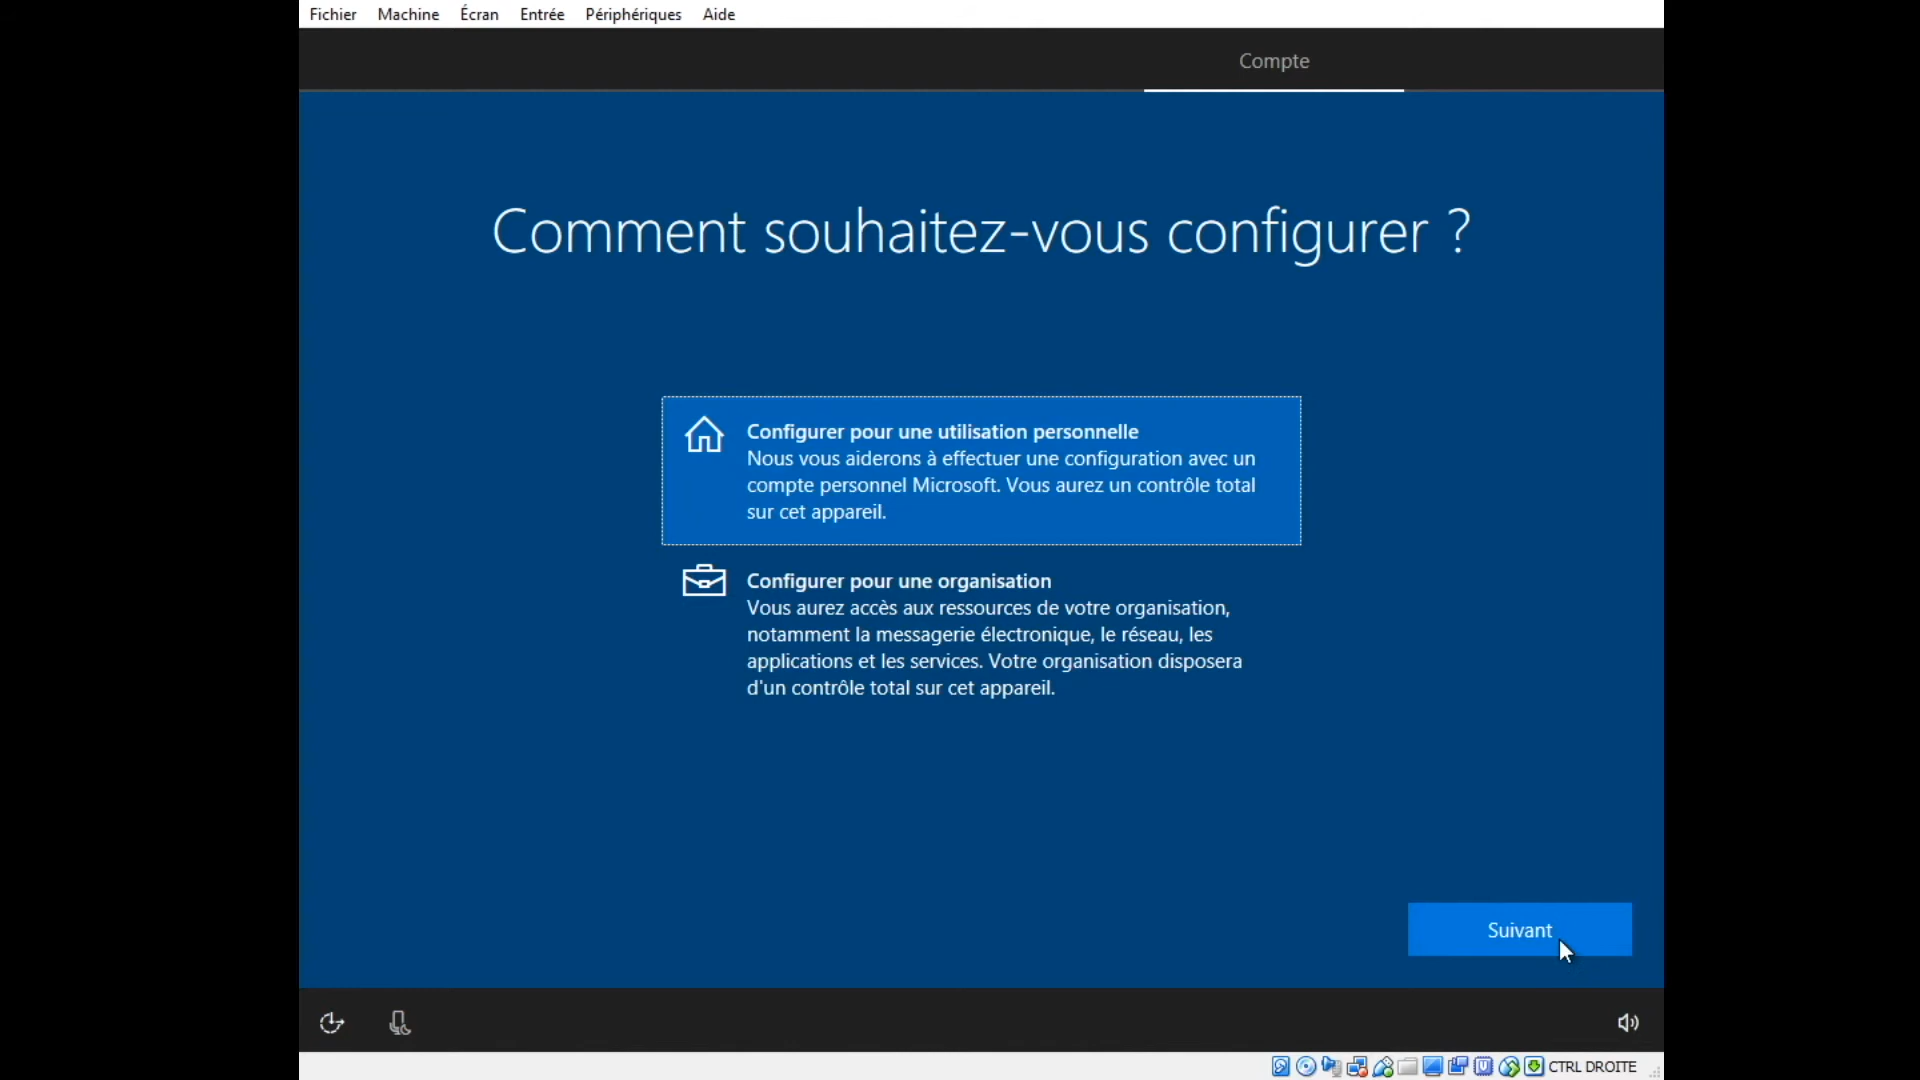 Fichier Machine Écran Entrée Périphériques Aide
Compte
Comment souhaitez-vous configurer ?
Configurer pour une utilisation personnelle
Nous vous aiderons à effectuer une configuration avec un
compte personnel Microsoft. Vous aurez un contrôle total
sur cet appareil.
Configurer pour une organisation
Vous aurez accès aux ressources de votre organisation,
notamment la messagerie électronique, le réseau, les
applications et les services. Votre organisation disposera
d'un contrôle total sur cet appareil.
Suivant
CTRL DROITE